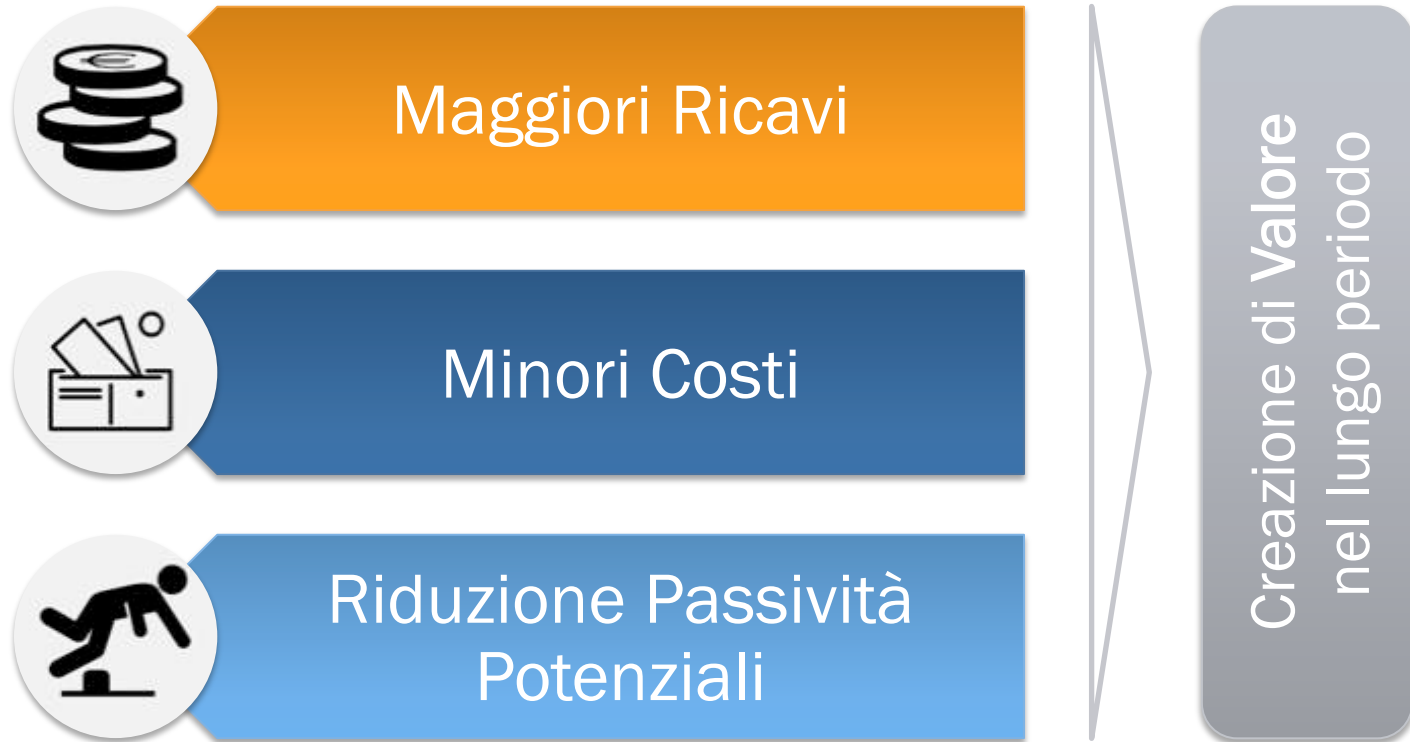 Maggiori Ricavi
Minori Costi
Riduzione Passività
Potenziali
Creazione di Valore
nel lungo periodo